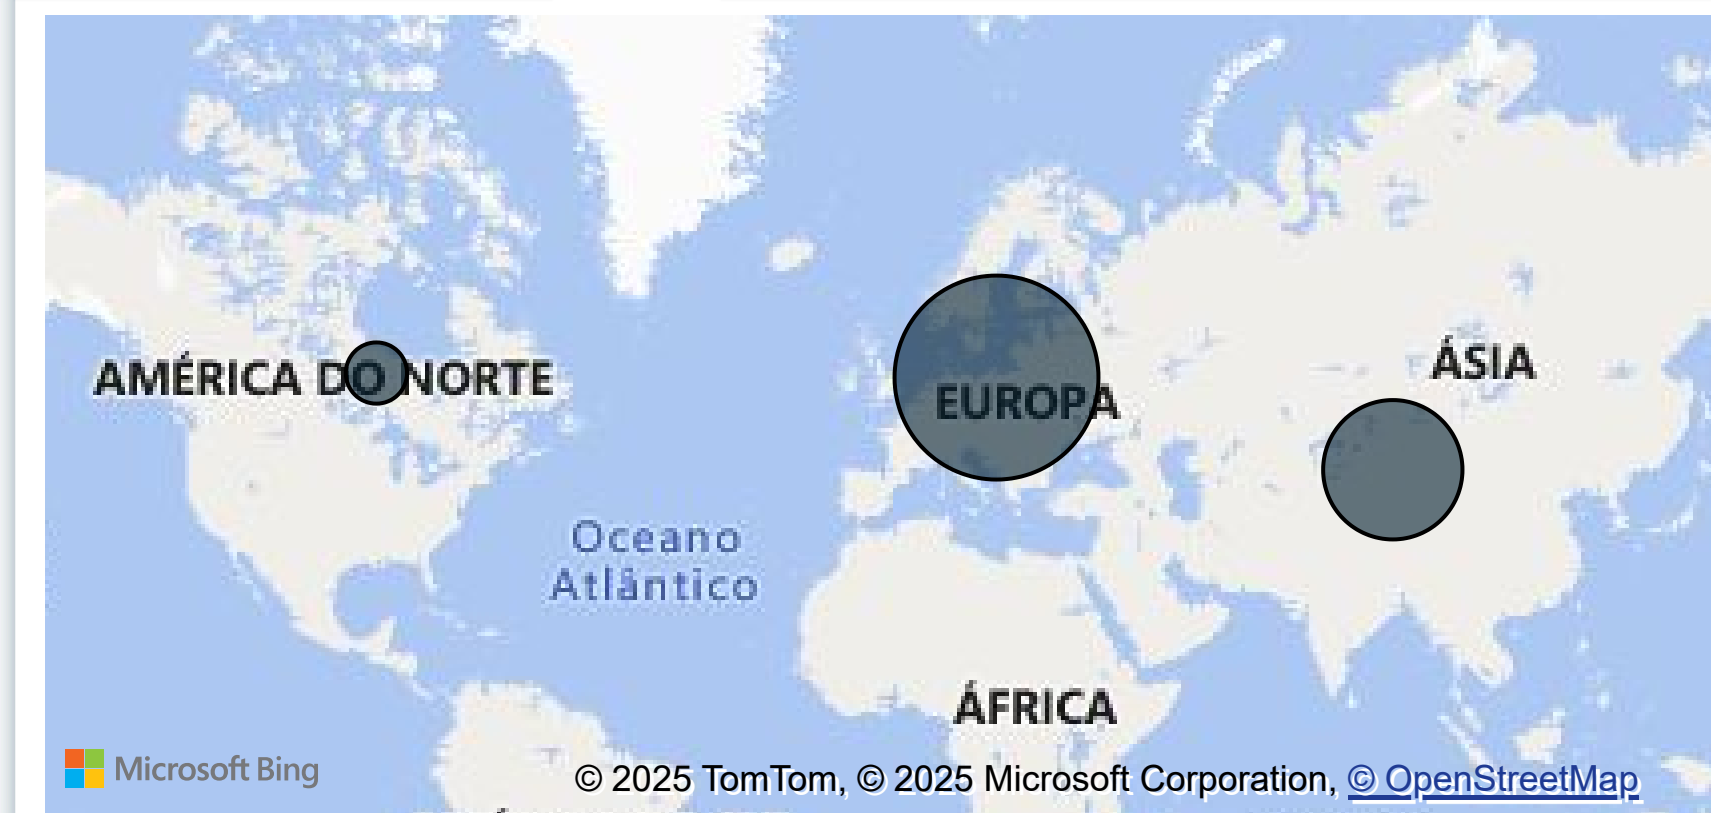 AMÉRICA DO NORTE
EUROPA
ÁSIA
Oceano
Atlântico
ÁFRICA
Microsoft Bing
© 2025 TomTom, © 2025 Microsoft Corporation, © OpenStreetMap